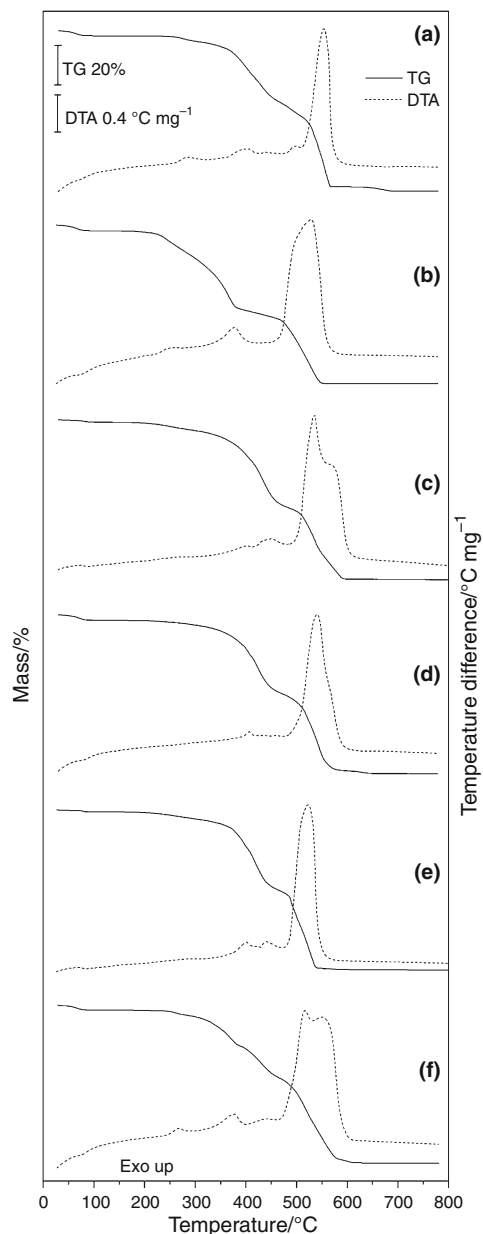 (a)
TG 20%
TG
DTA 0.4 °C mg⁻¹
DTA
(b)
(c)
Mass/%
Temperature difference/°C mg⁻¹
(d)
(e)
(f)
Exo up
0 100 200 300 400 500 600 700 800
Temperature/°C